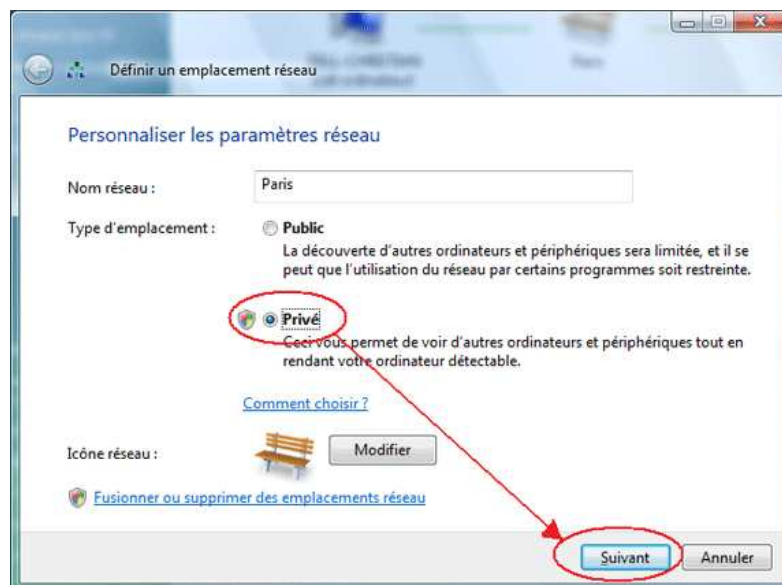 Définir un emplacement réseau
Personnaliser les paramètres réseau
Nom réseau :
Paris
Type d'emplacement :
Public
La découverte d'autres ordinateurs et périphériques sera limitée, et il se
peut que l'utilisation du réseau par certains programmes soit restreinte.
Privé
Ceci vous permet de voir d'autres ordinateurs et périphériques tout en
rendant votre ordinateur détectable.
Comment choisir ?
Icône réseau :
Modifier
Fusionner ou supprimer des emplacements réseau
Suivant
Annuler